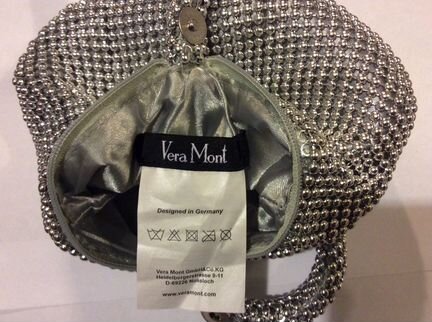 Vera Mont
Designed in Germany
Vera Mont GmbH&Co.KG
Heidelbergerstrasse 9-11
D-69226 Nussloch
www.veramont.com